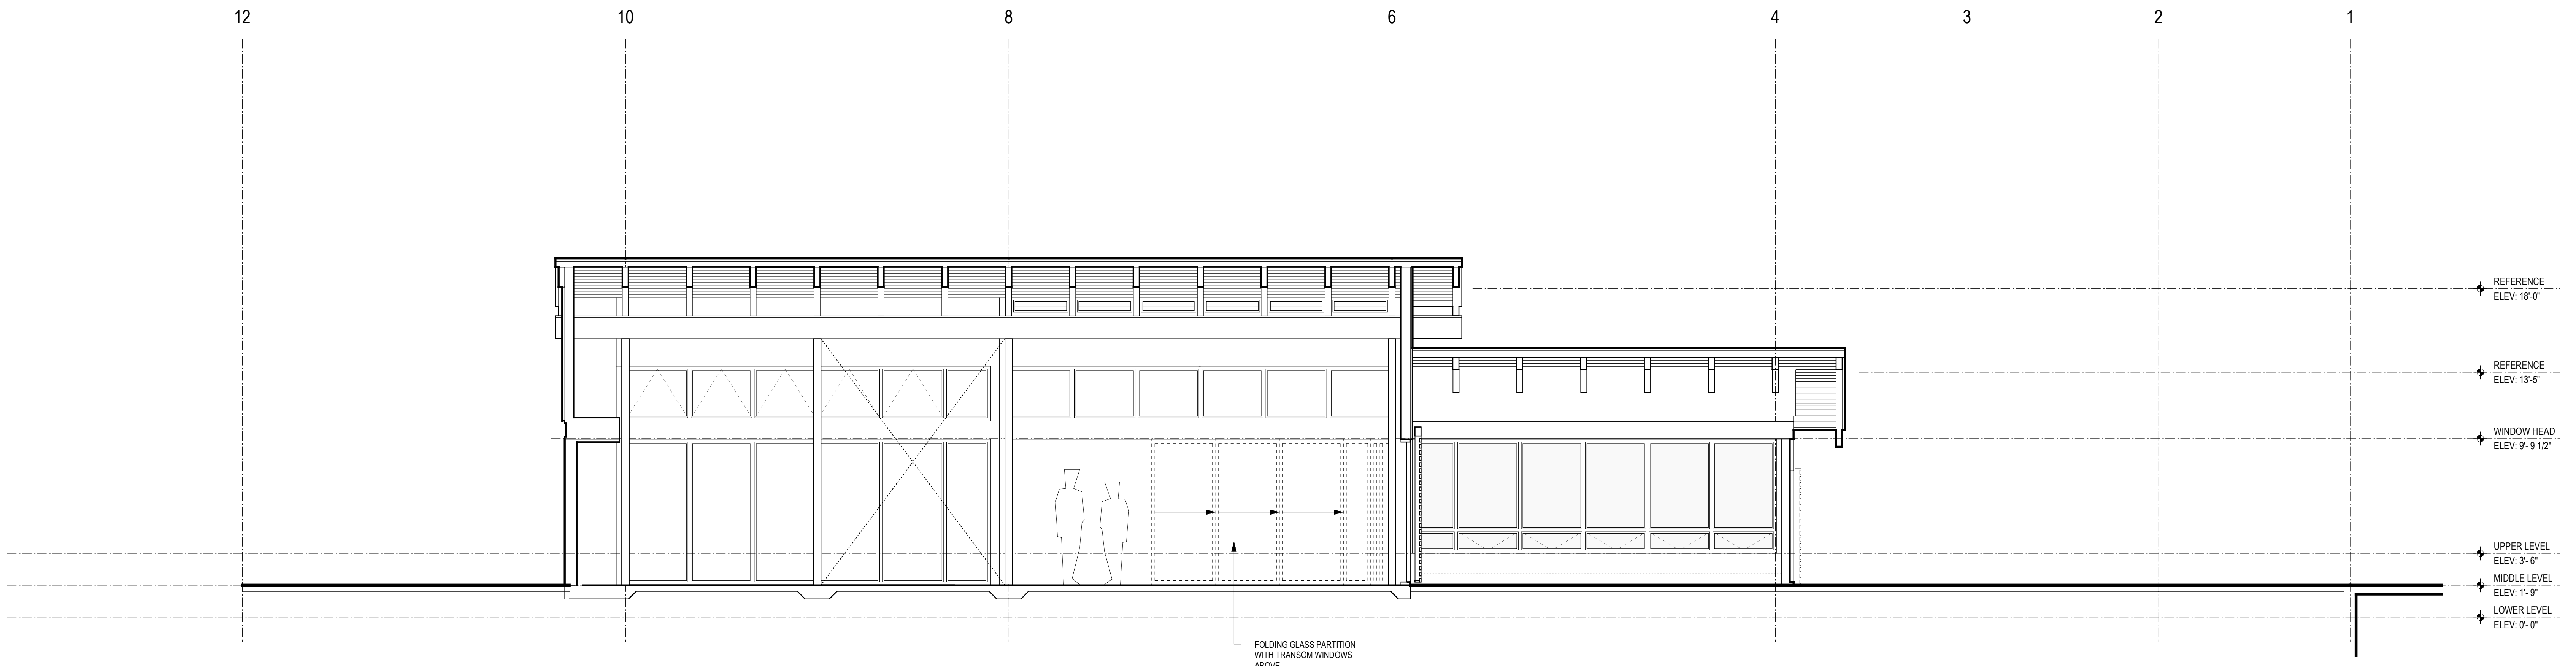 12 10 8 6 4 3 2 1
REFERENCE
ELEV: 18'-0"
REFERENCE
ELEV: 13'-5"
WINDOW HEAD
ELEV: 9'- 9 1/2"
UPPER LEVEL
ELEV: 3'- 6"
MIDDLE LEVEL
ELEV: 1'- 9"
LOWER LEVEL
ELEV: 0'- 0"
FOLDING GLASS PARTITION
WITH TRANSOM WINDOWS
ABOVE